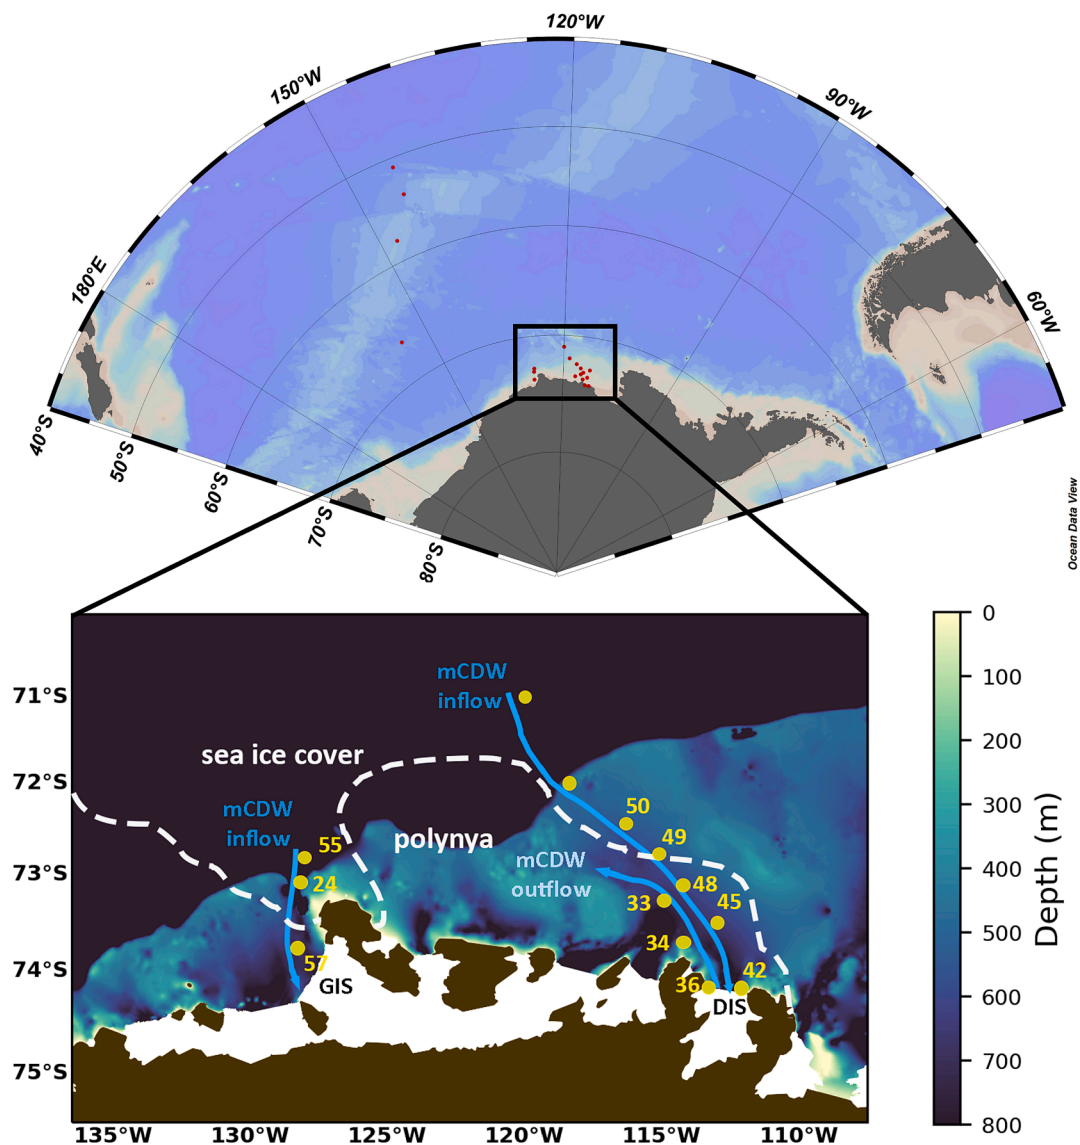 120°W
150°W
90°W
180°E
60°W
40°S
50°S
60°S
70°S
80°S
Ocean Data View
0
100
200
300
400
500
600
700
800
Depth (m)
71°S
72°S
73°S
74°S
75°S
135°W
130°W
125°W
120°W
115°W
110°W
mCDW
inflow
sea ice cover
mCDW
inflow
polynya
mCDW
outflow
50
49
55
24
48
33
45
34
57
42
36
GIS
DIS